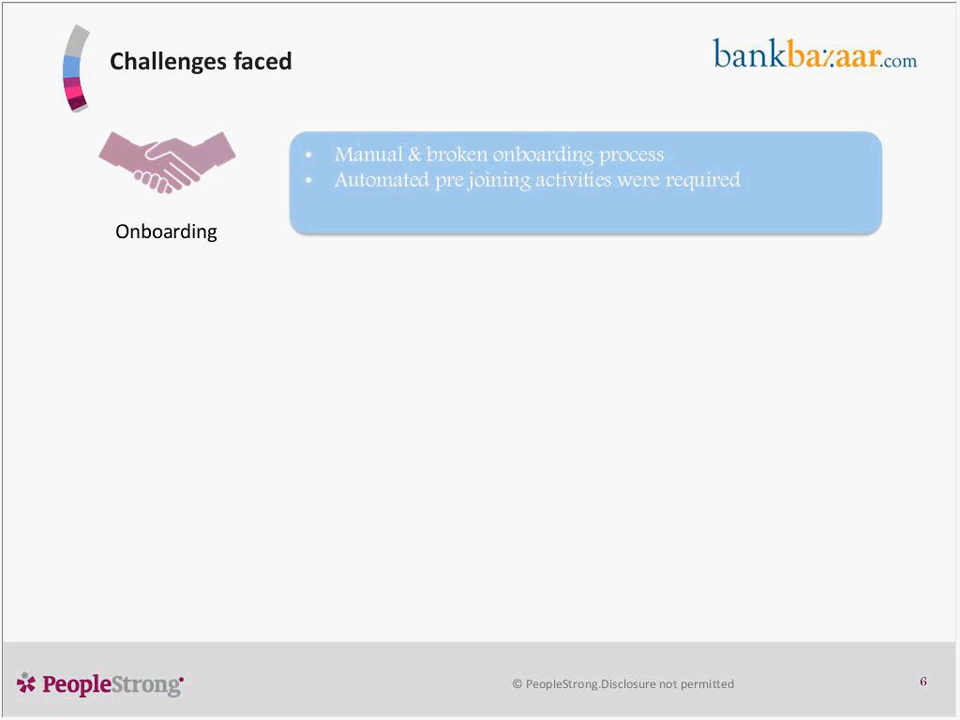 Challenges faced
bankbazaar.com
• Manual & broken onboarding process
• Automated pre joining activities were required
Onboarding
PeopleStrong
© PeopleStrong.Disclosure not permitted
6